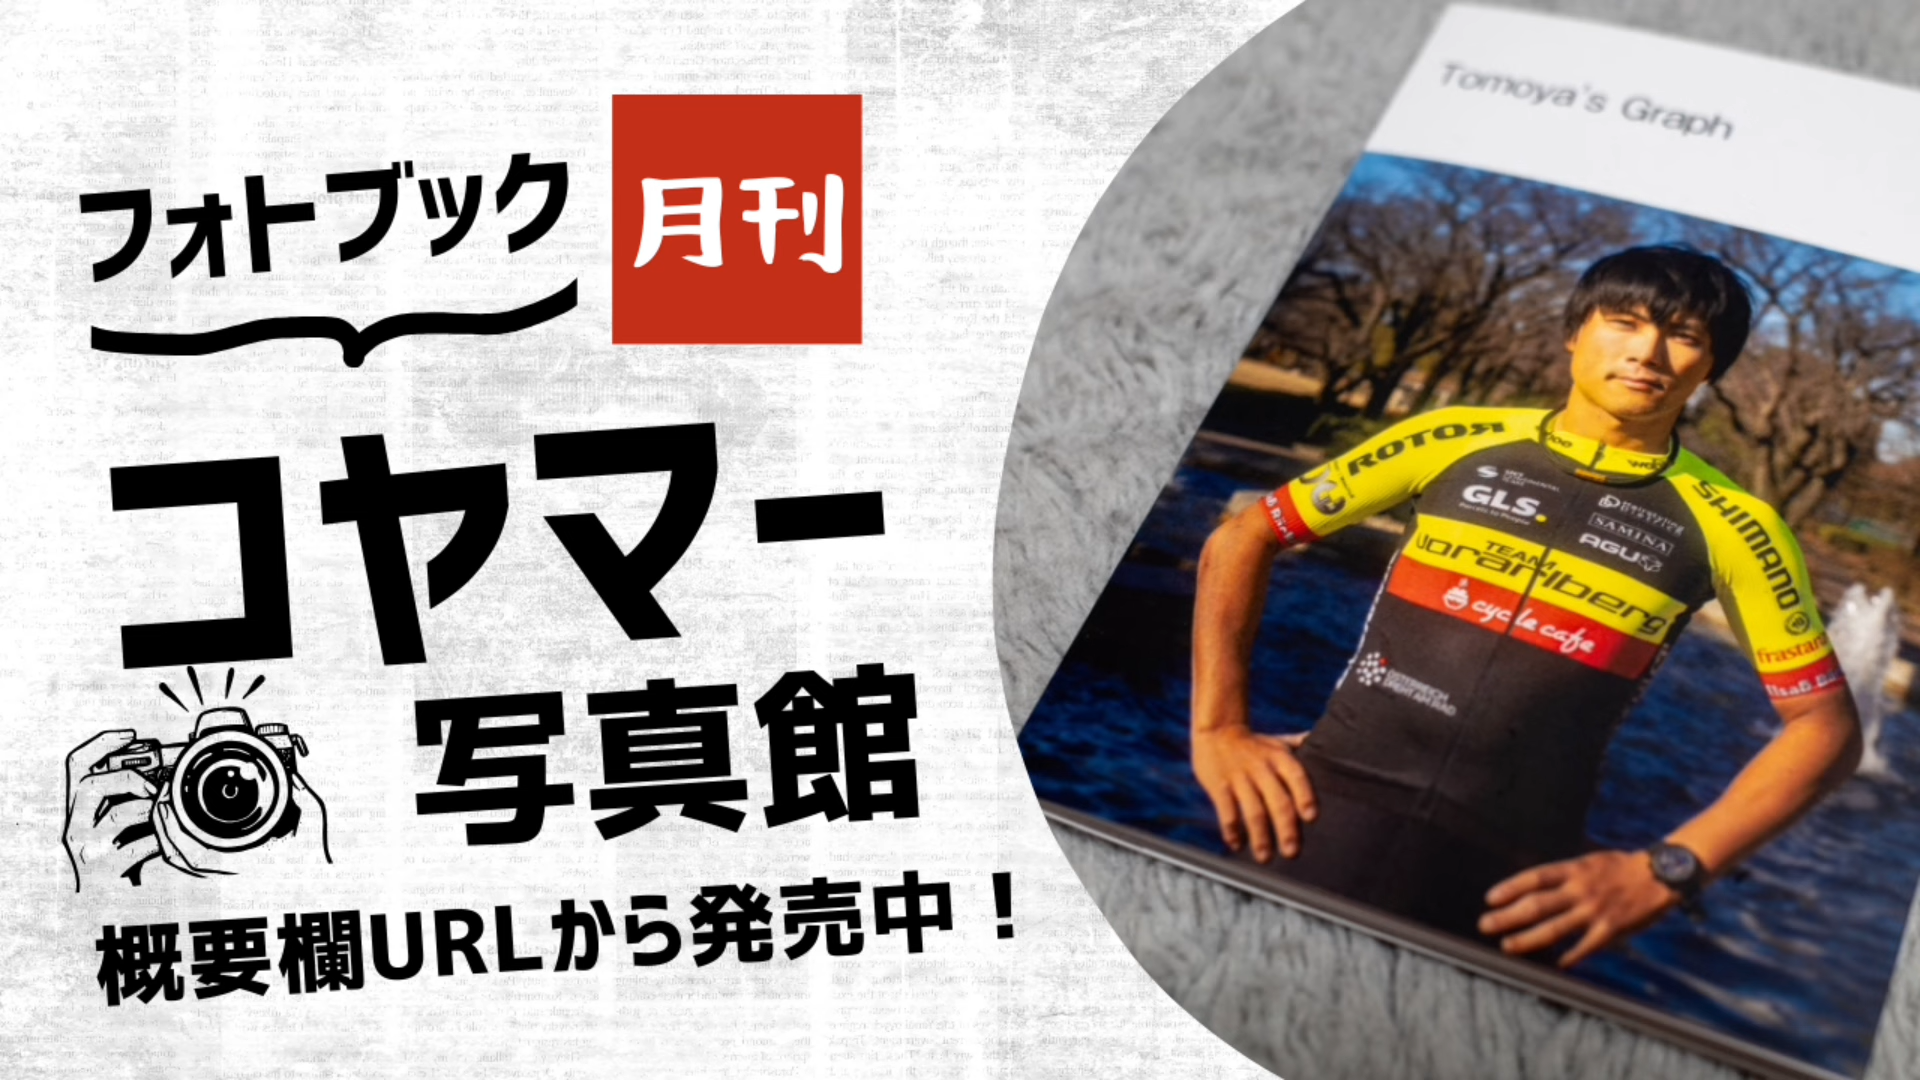 フォトブック
月刊
コヤマー
写真館
概要欄URLから発売中！
Tomoya's Graph
ROTOR
SHIMANO
GLS.
SAMINA
AGU
TEAM
vorarlberg
cycle cafe
frastanz